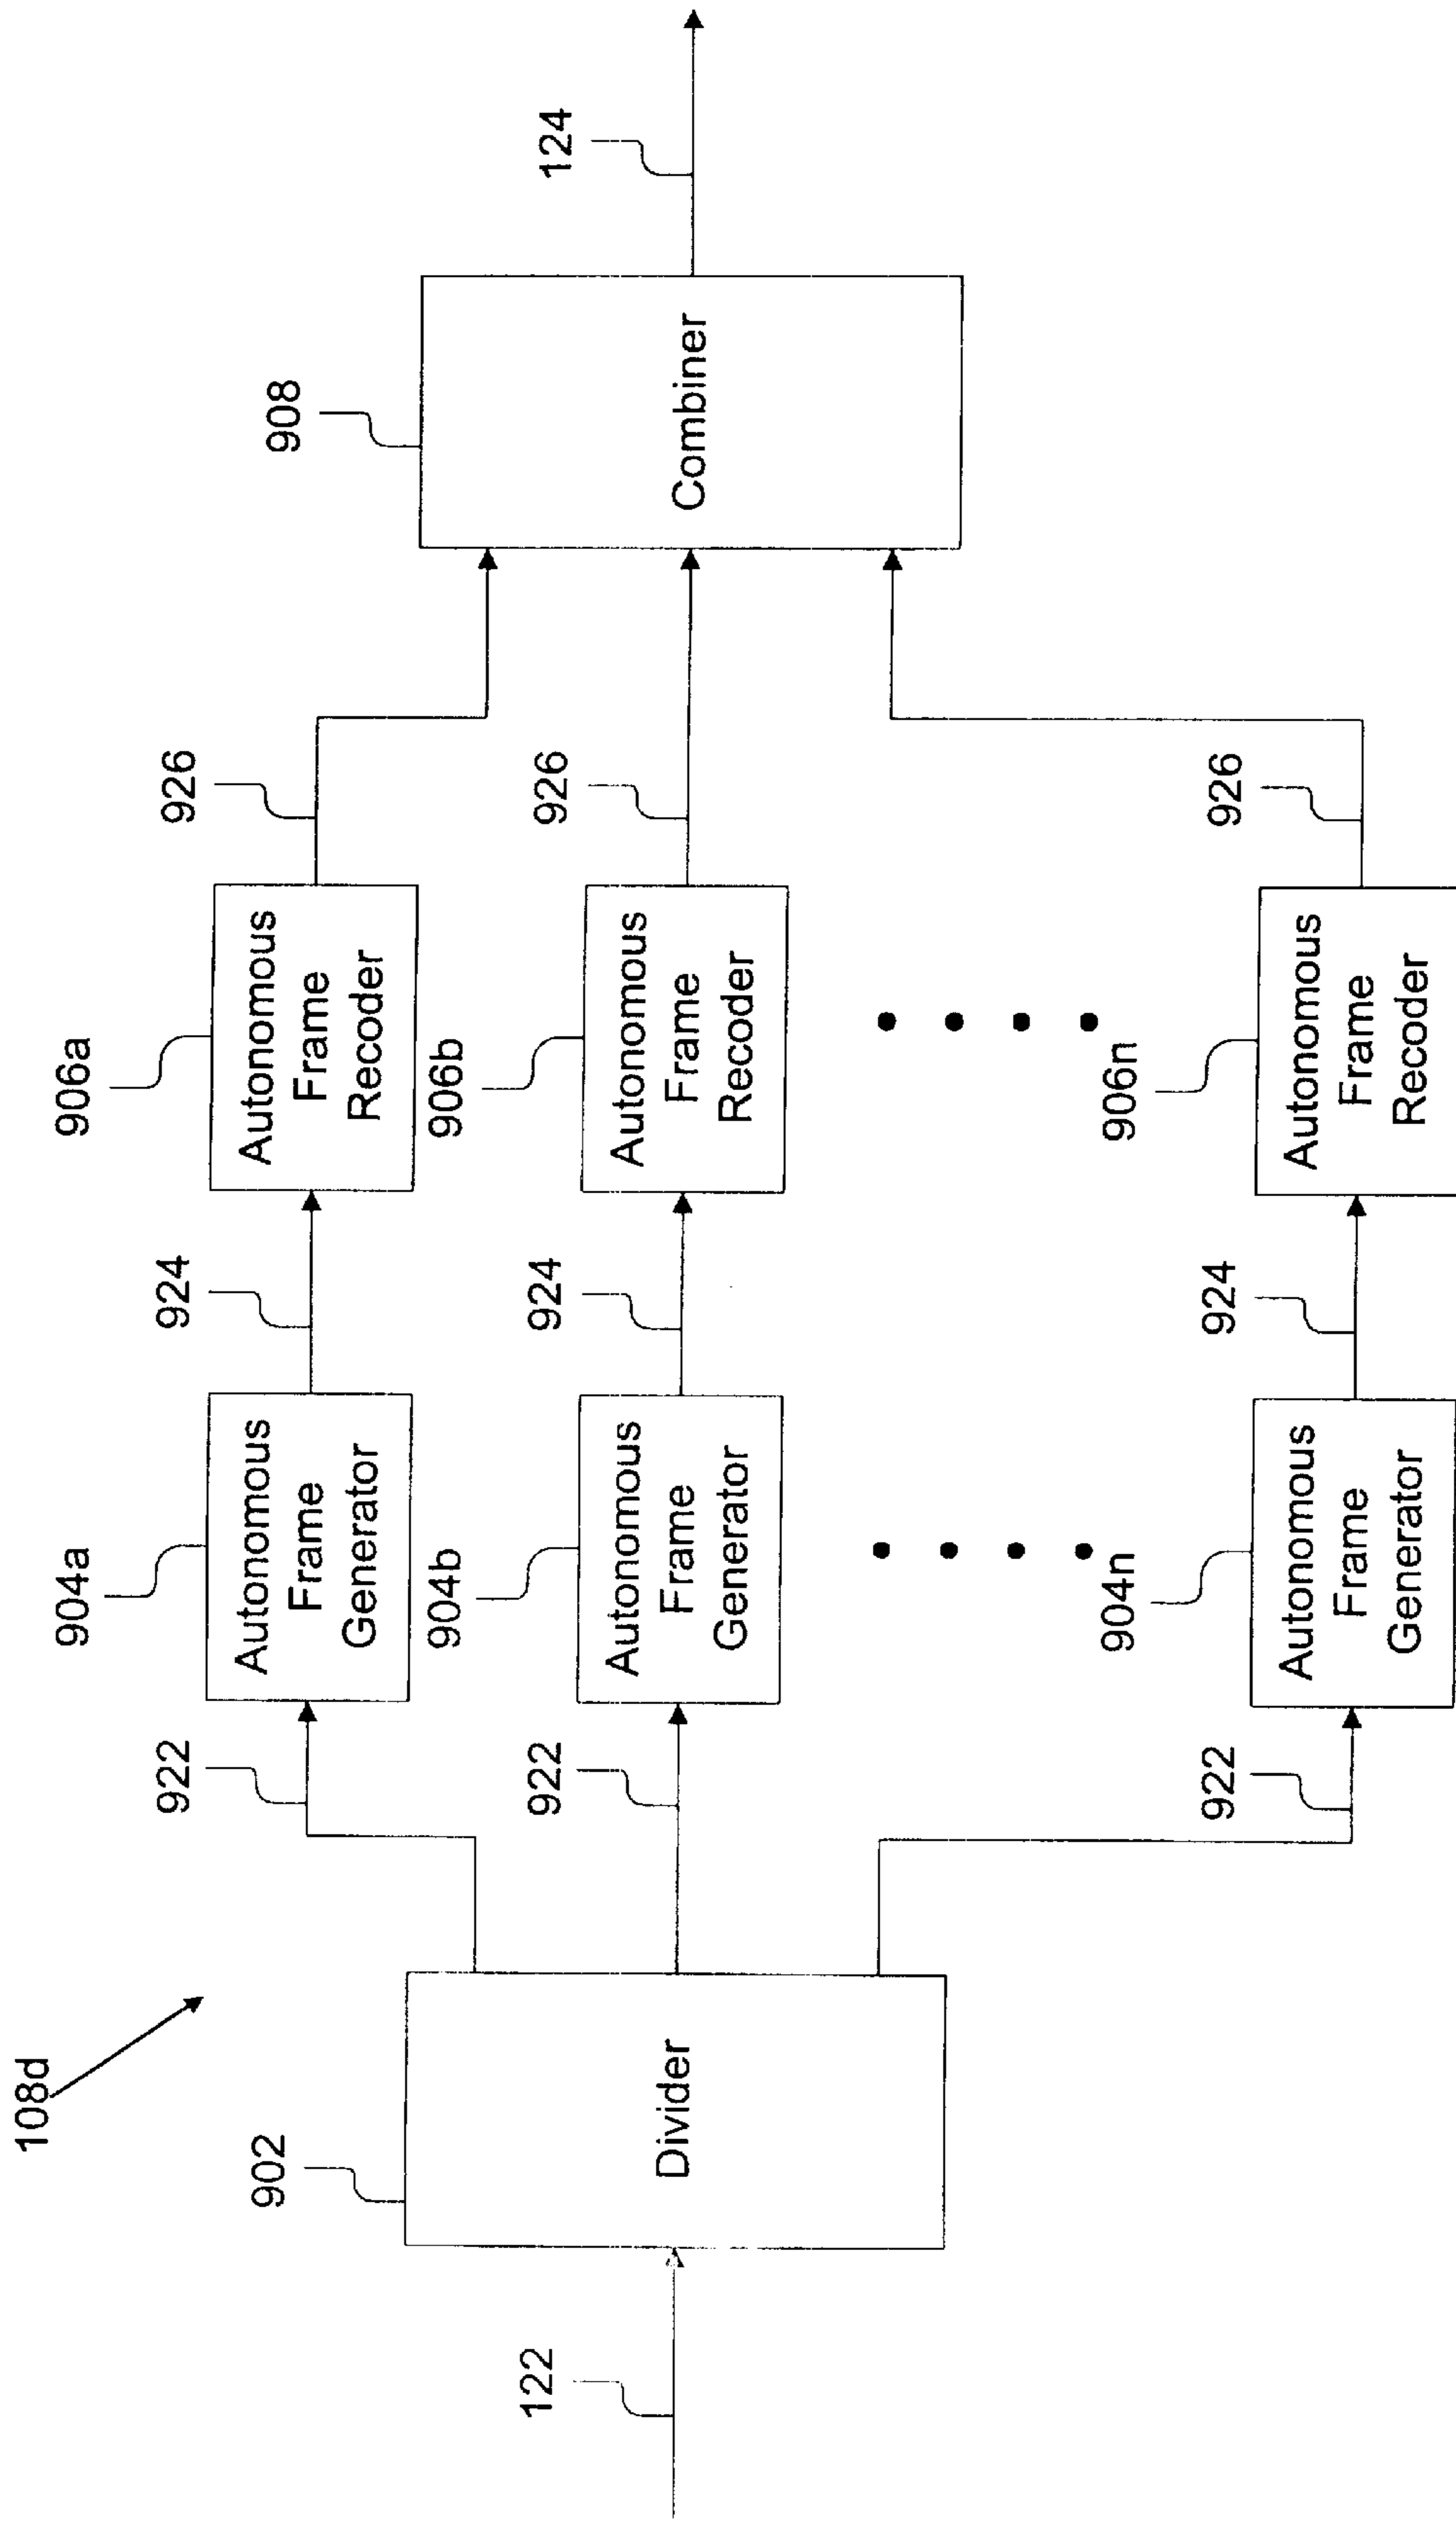 108d
122
902
Divider
922
922
922
904a
Autonomous
Frame
Generator
904b
Autonomous
Frame
Generator
904n
Autonomous
Frame
Generator
924
924
924
906a
Autonomous
Frame
Recoder
906b
Autonomous
Frame
Recoder
906n
Autonomous
Frame
Recoder
926
926
926
908
Combiner
124